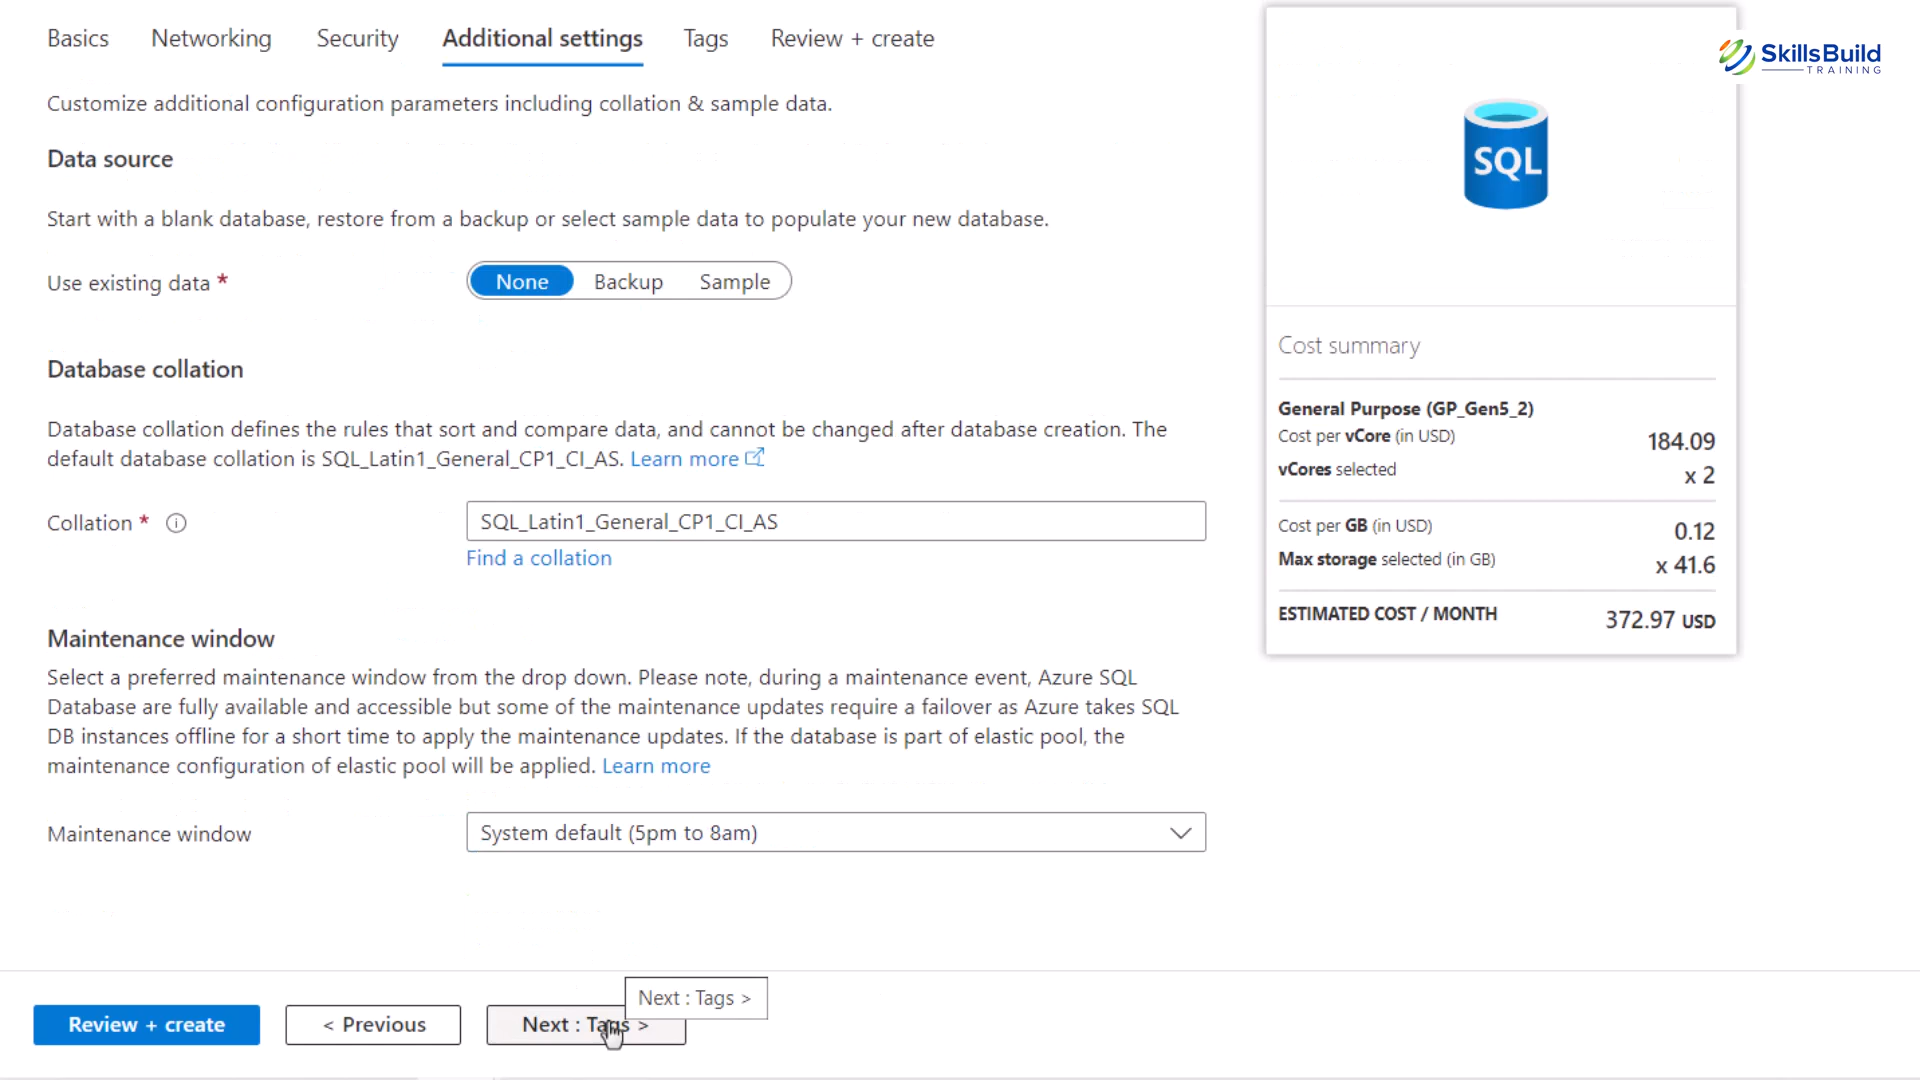 Basics Networking Security Additional settings Tags Review + create
SkillsBuild
TRAINING
Customize additional configuration parameters including collation & sample data.
Data source
Start with a blank database, restore from a backup or select sample data to populate your new database.
Use existing data * None Backup Sample
Database collation
Database collation defines the rules that sort and compare data, and cannot be changed after database creation. The
default database collation is SQL_Latin1_General_CP1_CI_AS. Learn more
Collation * SQL_Latin1_General_CP1_CI_AS
Find a collation
Maintenance window
Select a preferred maintenance window from the drop down. Please note, during a maintenance event, Azure SQL
Database are fully available and accessible but some of the maintenance updates require a failover as Azure takes SQL
DB instances offline for a short time to apply the maintenance updates. If the database is part of elastic pool, the
maintenance configuration of elastic pool will be applied. Learn more
Maintenance window System default (5pm to 8am)
SQL
Cost summary
General Purpose (GP_Gen5_2)
Cost per vCore (in USD) 184.09
vCores selected x 2
Cost per GB (in USD) 0.12
Max storage selected (in GB) x 41.6
ESTIMATED COST / MONTH 372.97 USD
Next : Tags >
Review + create < Previous Next : Tags >